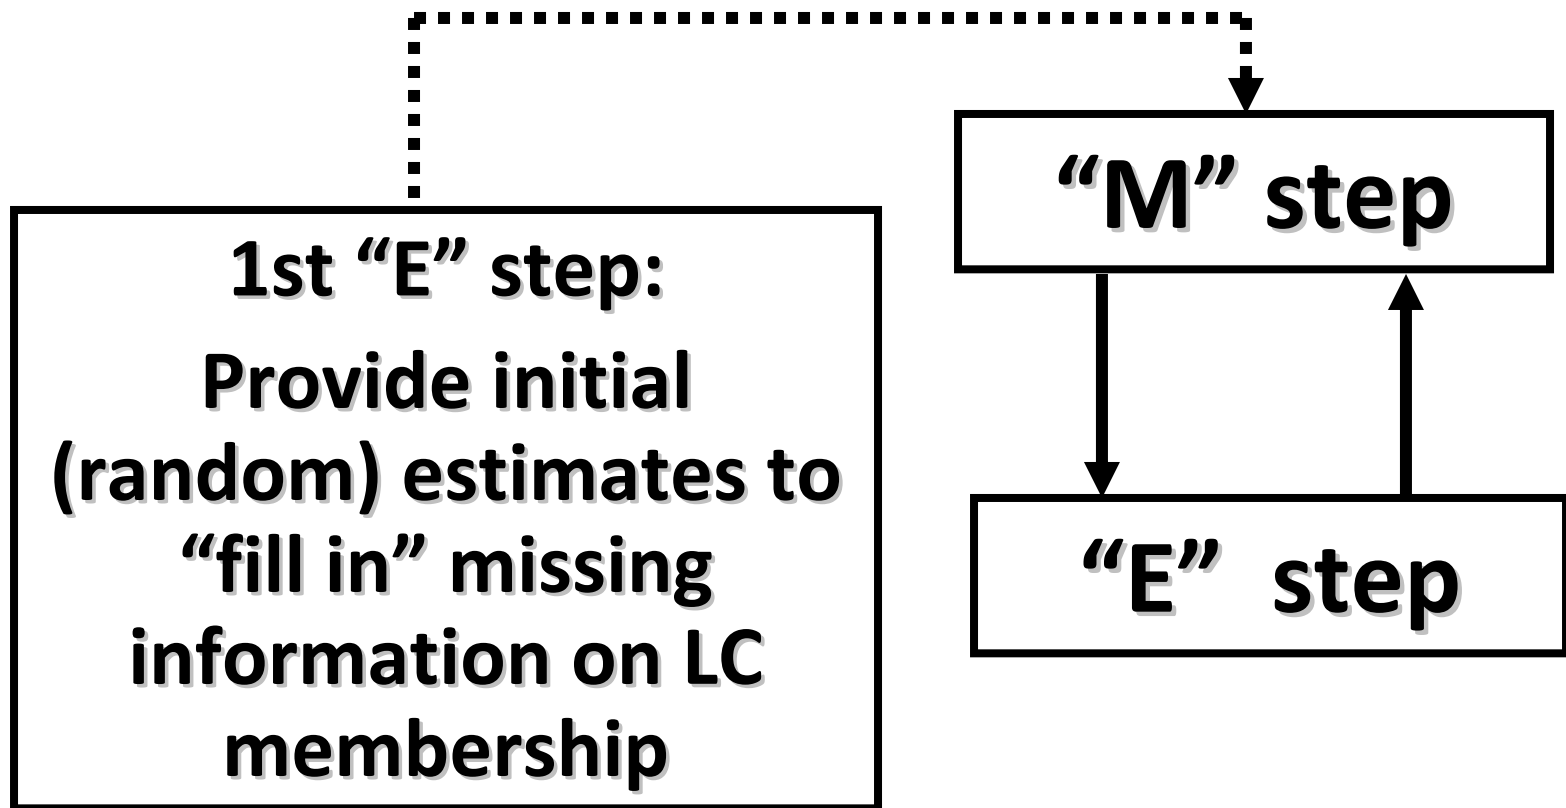 “M” step
1st “E” step:
Provide initial
(random) estimates to
“fill in” missing
information on LC
membership
“E” step